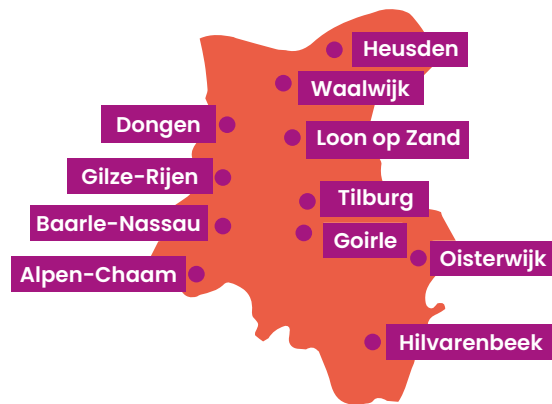 Heusden
Waalwijk
Dongen
Loon op Zand
Gilze-Rijen
Tilburg
Baarle-Nassau
Goirle
Oisterwijk
Alpen-Chaam
Hilvarenbeek